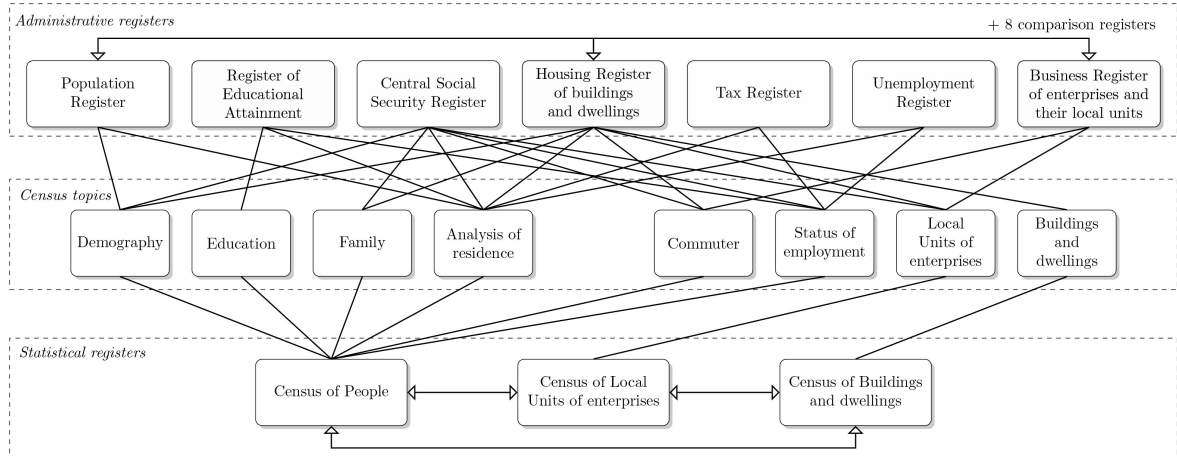 Administrative registers
+ 8 comparison registers
Population
Register
Register of
Educational
Attainment
Central Social
Security Register
Housing Register
of buildings
and dwellings
Tax Register
Unemployment
Register
Business Register
of enterprises and
their local units
Census topics
Demography
Education
Family
Analysis of
residence
Commuter
Status of
employment
Local
Units of
enterprises
Buildings
and
dwellings
Statistical registers
Census of People
Census of Local
Units of enterprises
Census of Buildings
and dwellings